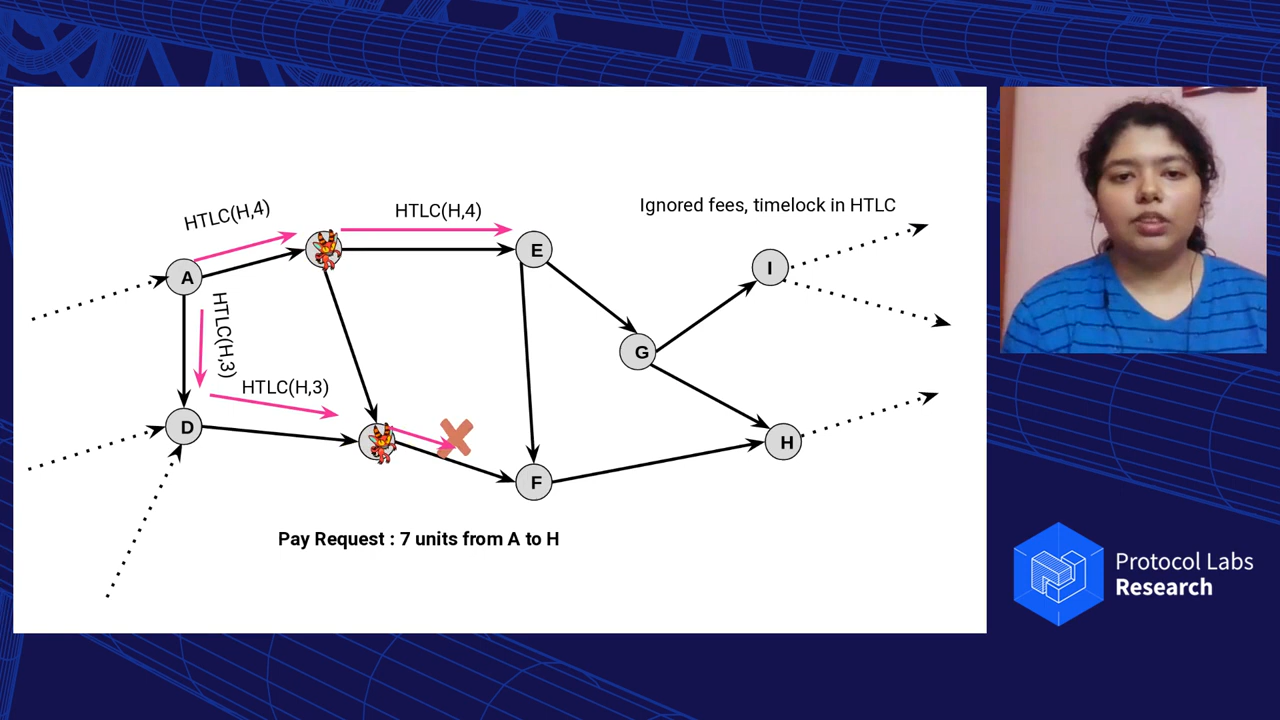 HTLC(H,4)
HTLC(H,4)
Ignored fees, timelock in HTLC
A
E
I
HTLC(H,3)
G
HTLC(H,3)
D
H
F
Pay Request : 7 units from A to H
Protocol Labs
Research